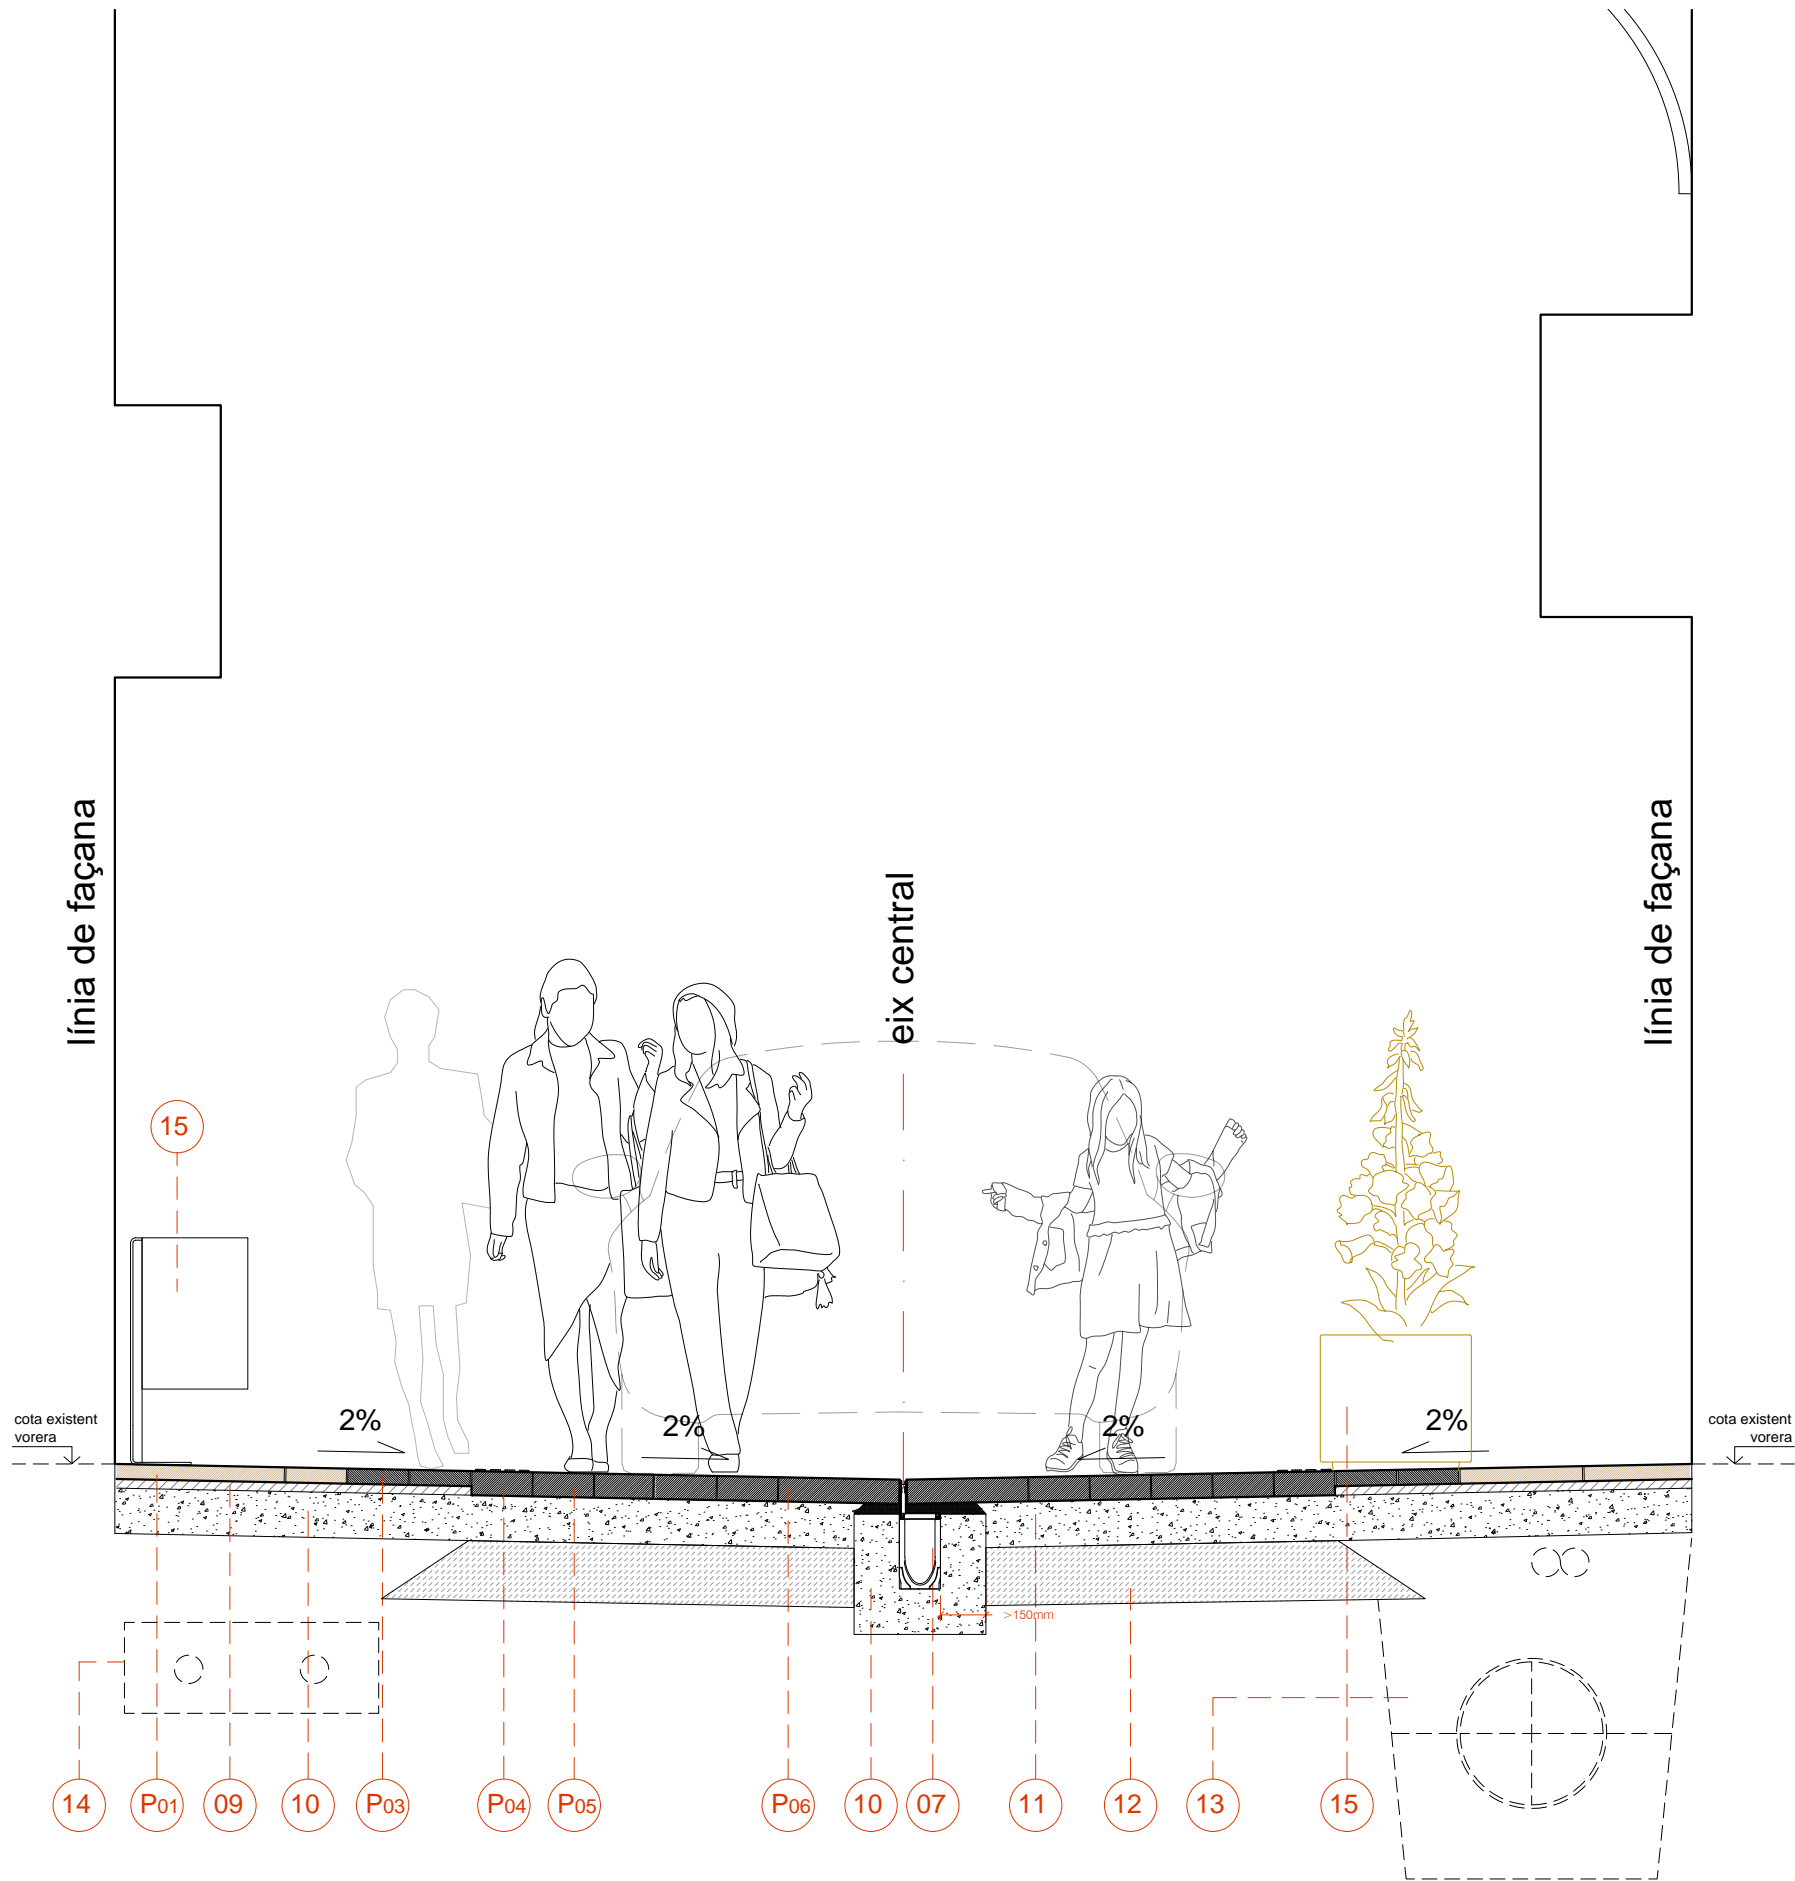 línia de façana
eix central
línia de façana
15
cota existent
vorera
2%
2%
2%
2%
cota existent
vorera
>150mm
14
P01
09
10
P03
P04
P05
P06
10
07
11
12
13
15